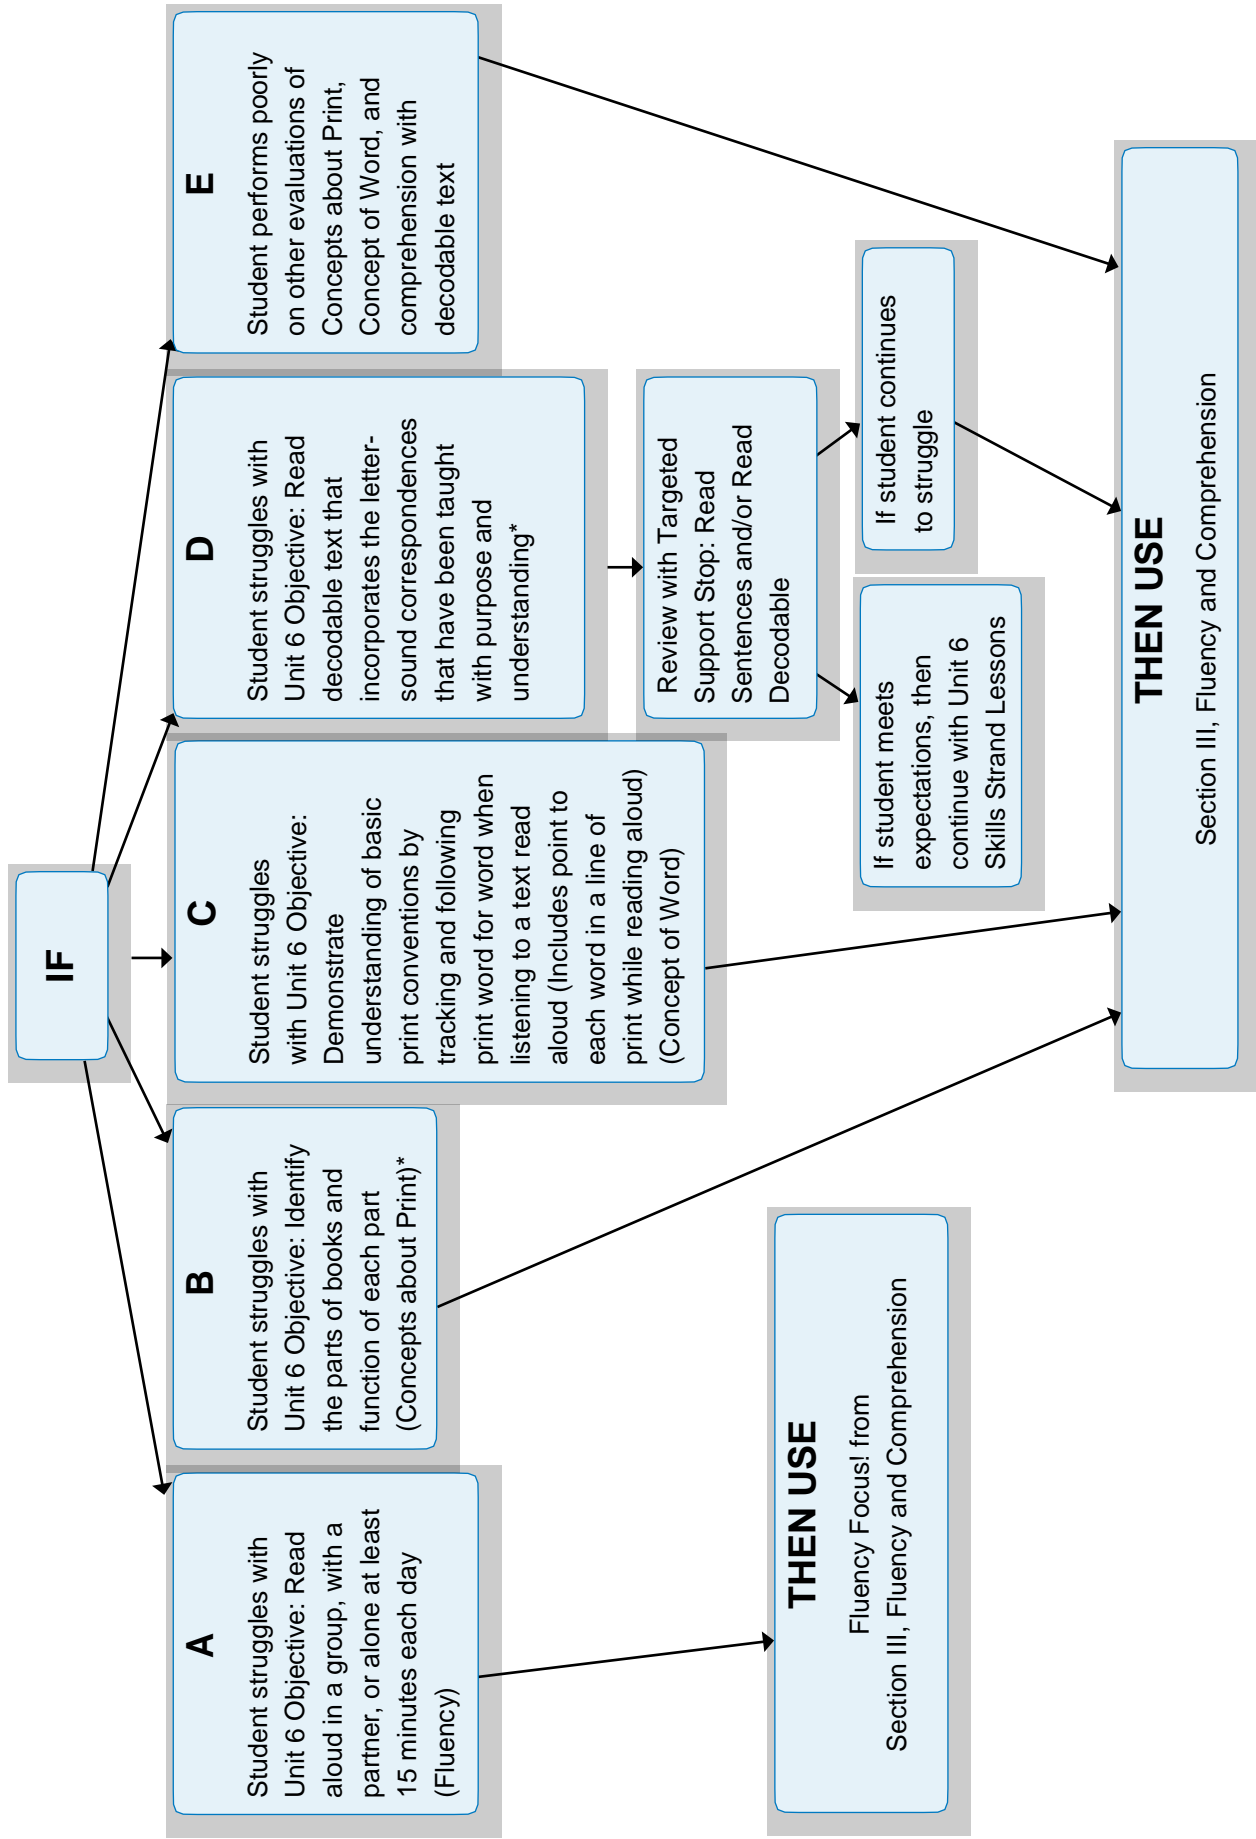 IF
A
Student struggles with
Unit 6 Objective: Read
aloud in a group, with a
partner, or alone at least
15 minutes each day
(Fluency)
B
Student struggles with
Unit 6 Objective: Identify
the parts of books and
function of each part
(Concepts about Print)*
C
Student struggles
with Unit 6 Objective:
Demonstrate
understanding of basic
print conventions by
tracking and following
print word for word when
listening to a text read
aloud (Includes point to
each word in a line of
print while reading aloud)
(Concept of Word)
D
Student struggles with
Unit 6 Objective: Read
decodable text that
incorporates the letter-
sound correspondences
that have been taught
with purpose and
understanding*
E
Student performs poorly
on other evaluations of
Concepts about Print,
Concept of Word, and
comprehension with
decodable text
Review with Targeted
Support Stop: Read
Sentences and/or Read
Decodable
If student meets
expectations, then
continue with Unit 6
Skills Strand Lessons
If student continues
to struggle
THEN USE
Fluency Focus! from
Section III, Fluency and Comprehension
THEN USE
Section III, Fluency and Comprehension